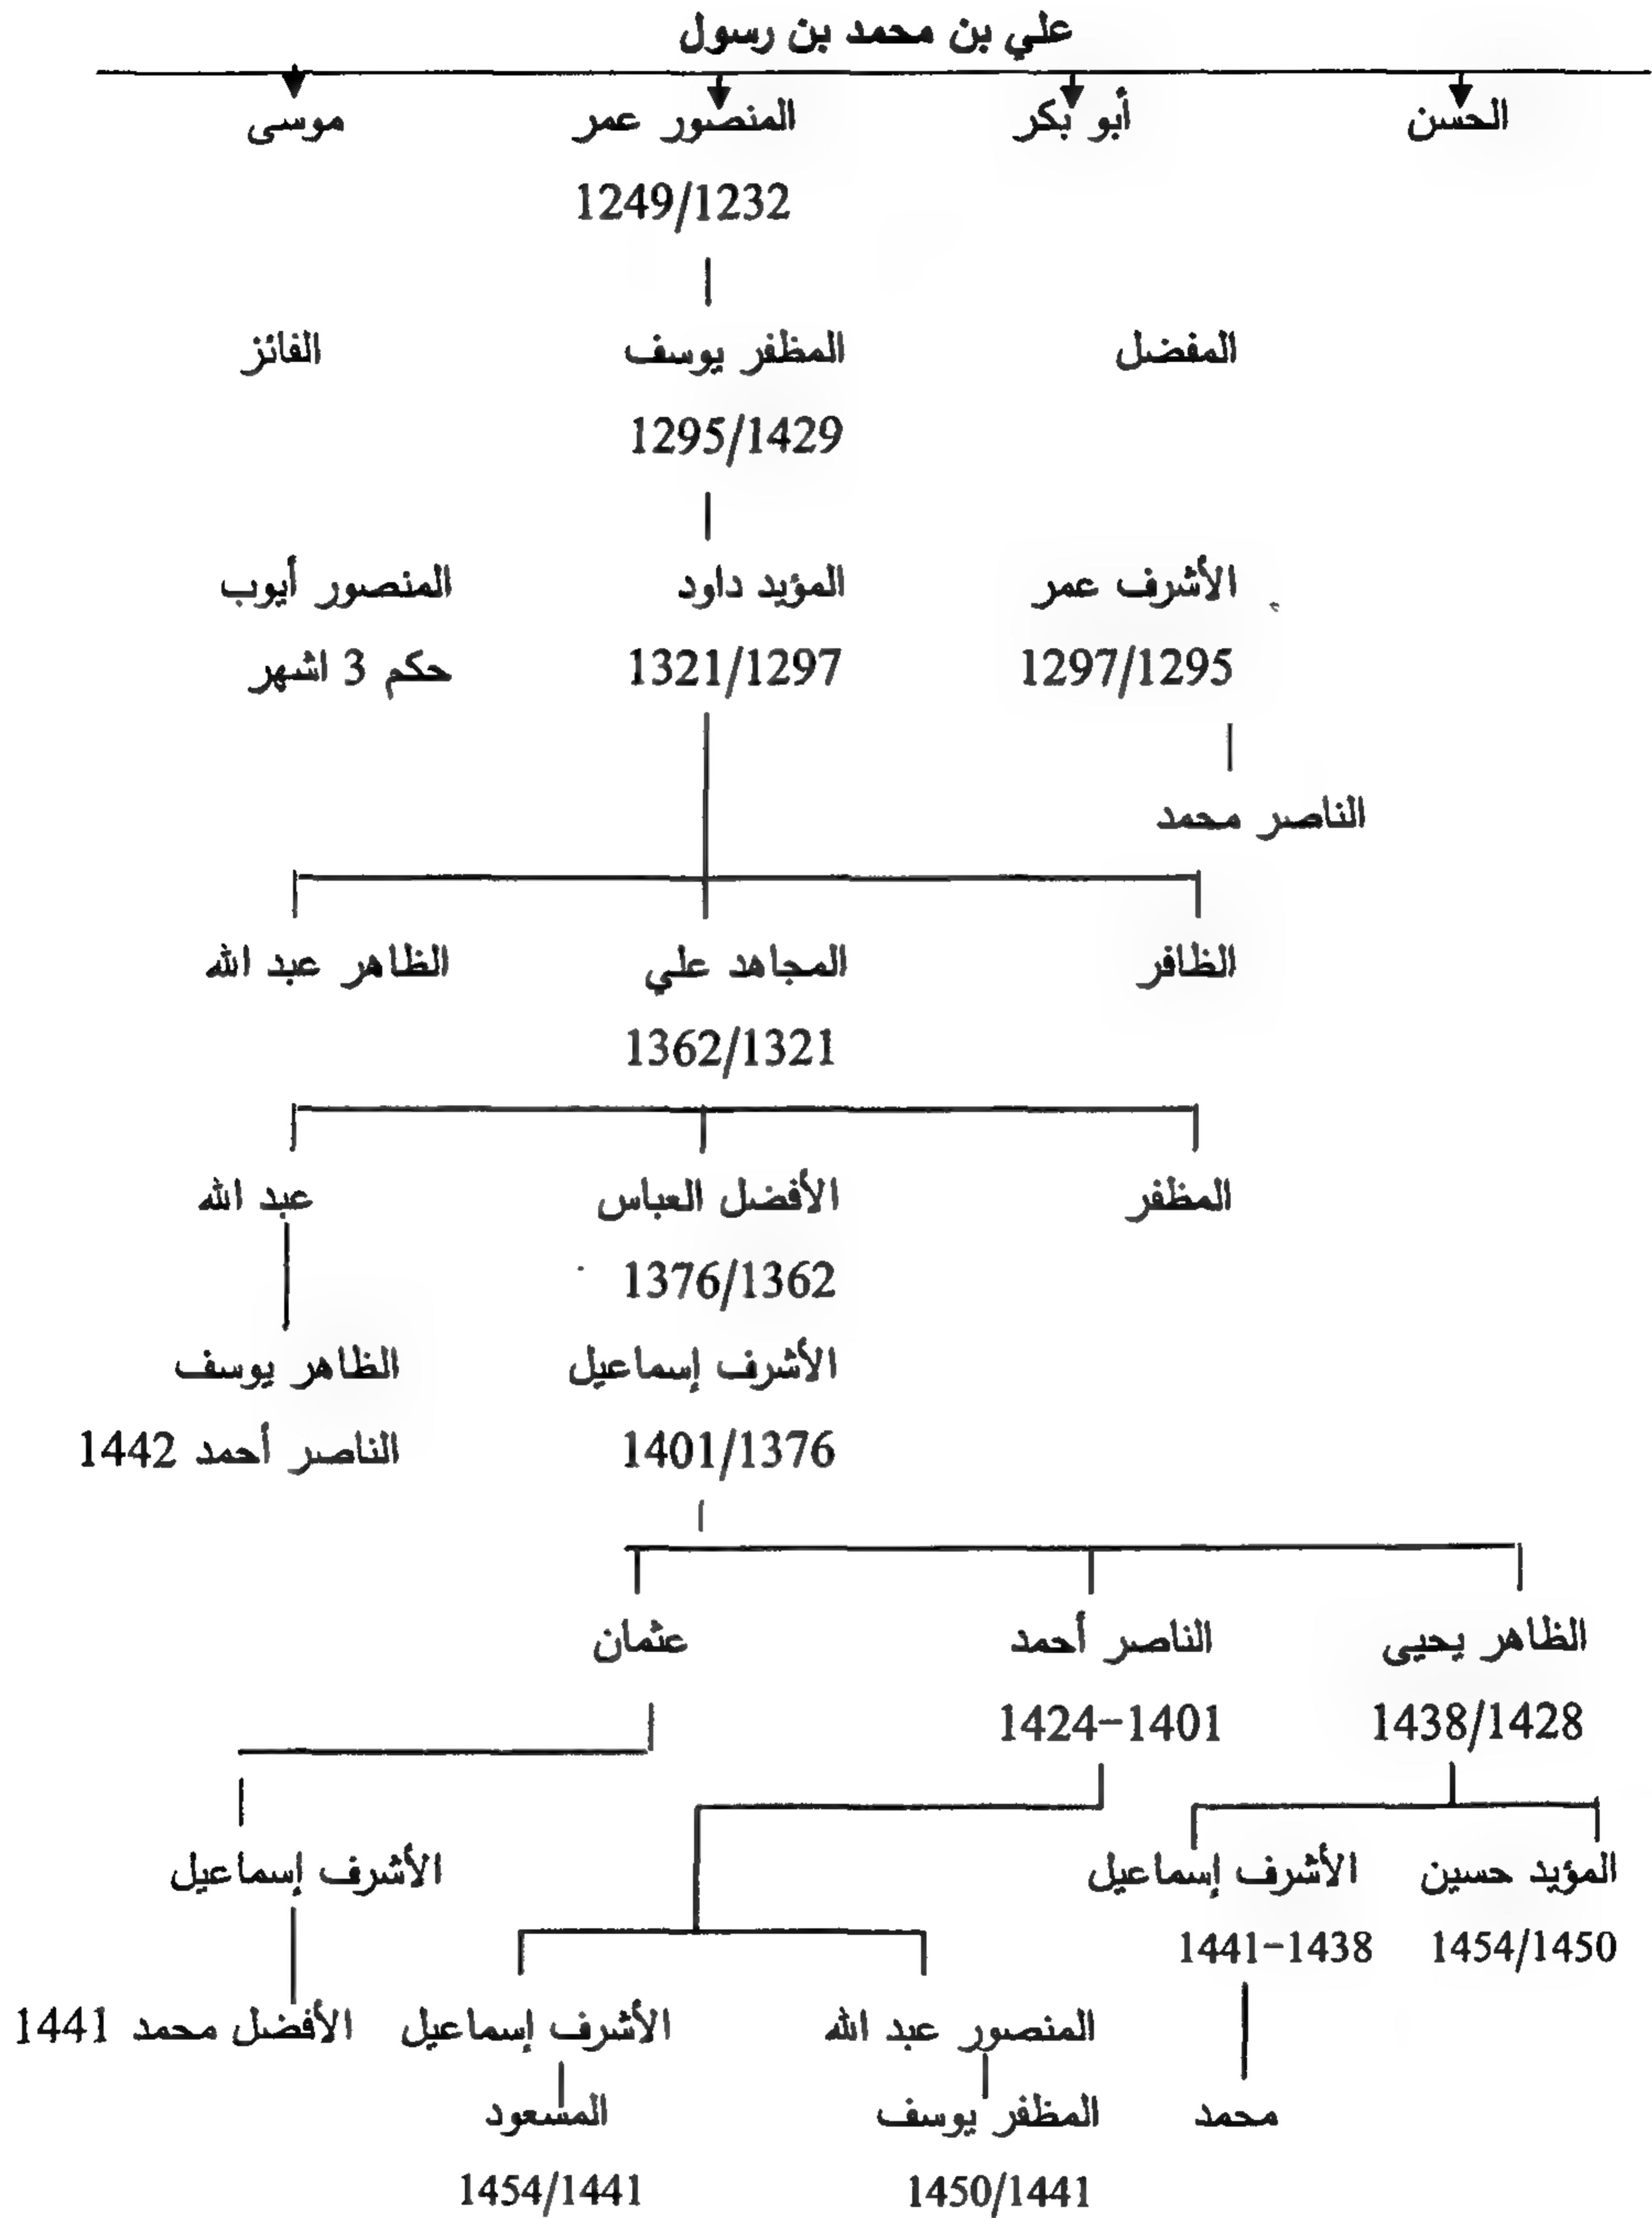 علي بن محمد بن رسول
الحسن أبو بكر المنصور عمر موسى
1249/1232
المفضل المظفر يوسف الفائز
1295/1429
الأشرف عمر المؤيد داود المنصور أيوب
1297/1295 1321/1297 حكم 3 اشهر
الناصر محمد
الظافر المجاهد علي الظاهر عبد الله
1362/1321
المظفر الأفضل العباس عبد الله
1376/1362
الأشرف إسماعيل الظاهر يوسف
1401/1376 الناصر أحمد 1442
الظاهر يحيى الناصر أحمد عثمان
1438/1428 1424-1401
المؤيد حسين الأشرف إسماعيل الأشرف إسماعيل
1454/1450 1441-1438
المنصور عبد الله الأشرف إسماعيل الأفضل محمد 1441
محمد المظفر يوسف المسعود
1450/1441 1454/1441